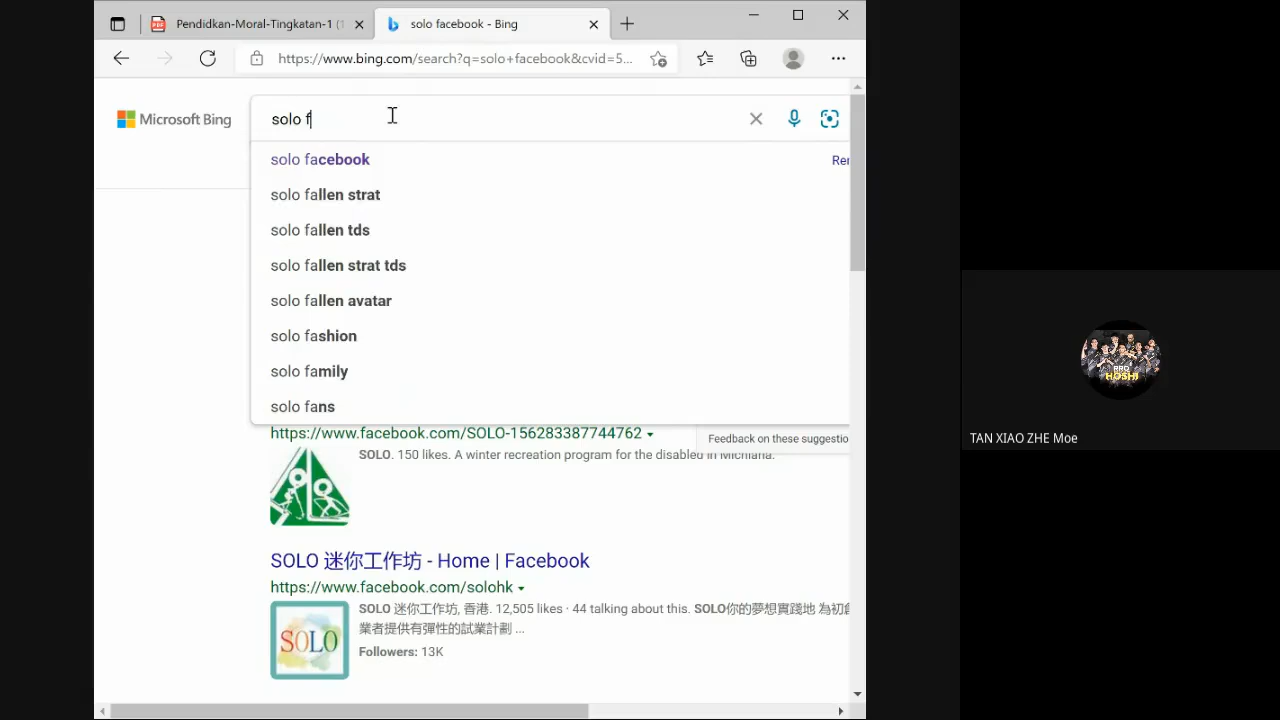 Pendidkan-Moral-Tingkatan-1 (1
solo facebook - Bing
https://www.bing.com/search?q=solo+facebook&cvid=5...
Microsoft Bing
solo f
solo facebook
Rer
solo fallen strat
solo fallen tds
solo fallen strat tds
solo fallen avatar
solo fashion
solo family
solo fans
https://www.facebook.com/SOLO-156283387744762
Feedback on these suggestio
SOLO. 150 likes. A winter recreation program for the disabled in Michiana.
SOLO 迷你工作坊 - Home | Facebook
https://www.facebook.com/solohk
SOLO 迷你工作坊, 香港. 12,505 likes · 44 talking about this. SOLO你的夢想實踐地 為初創
業者提供有彈性的試業計劃 ...
Followers: 13K
SOLO
RRQ
HOSHI
TAN XIAO ZHE Moe